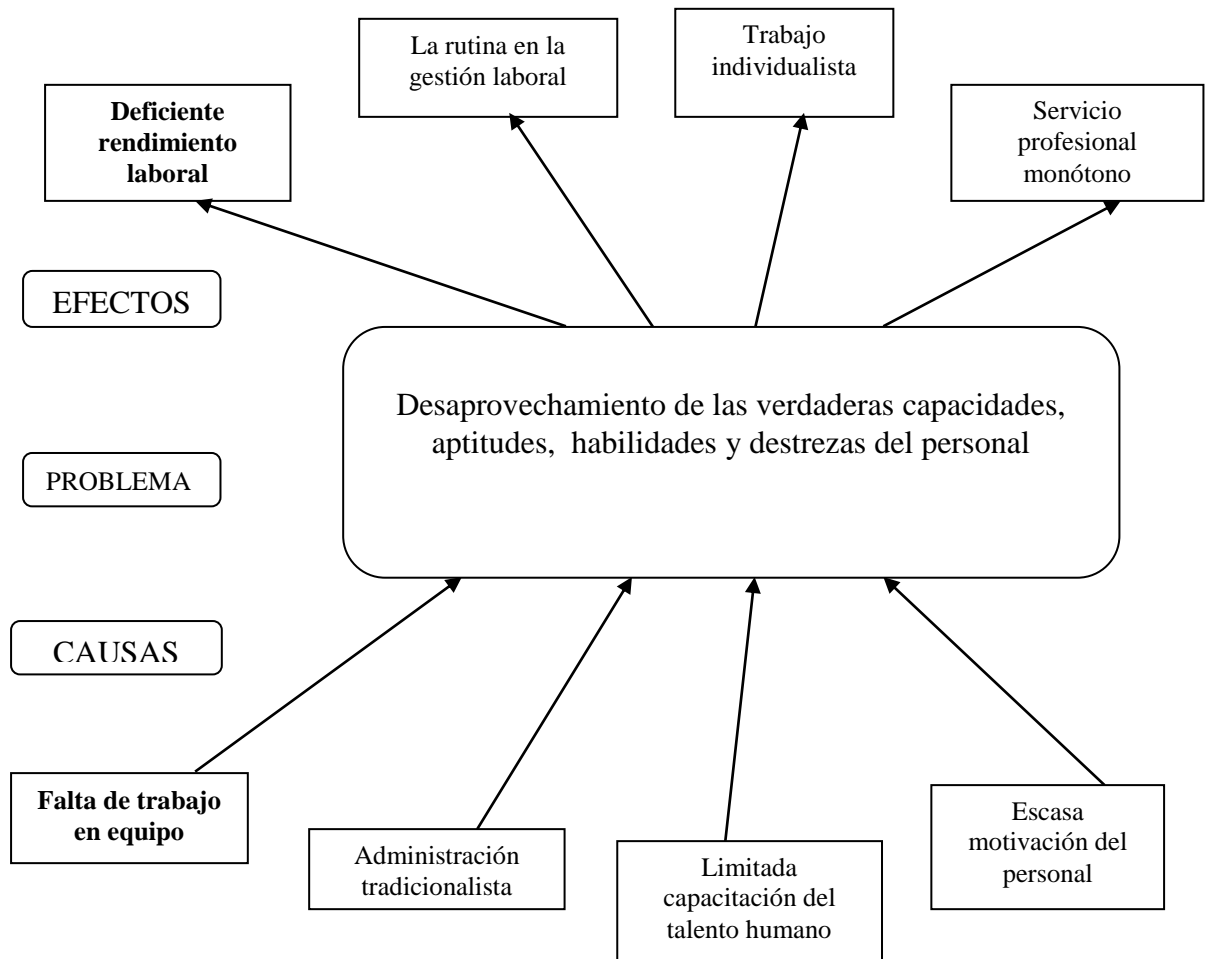 La rutina en la
gestión laboral
Trabajo
individualista
Deficiente
rendimiento
laboral
Servicio
profesional
monótono
EFECTOS
Desaprovechamiento de las verdaderas capacidades,
aptitudes, habilidades y destrezas del personal
PROBLEMA
CAUSAS
Falta de trabajo
en equipo
Administración
tradicionalista
Limitada
capacitación del
talento humano
Escasa
motivación del
personal